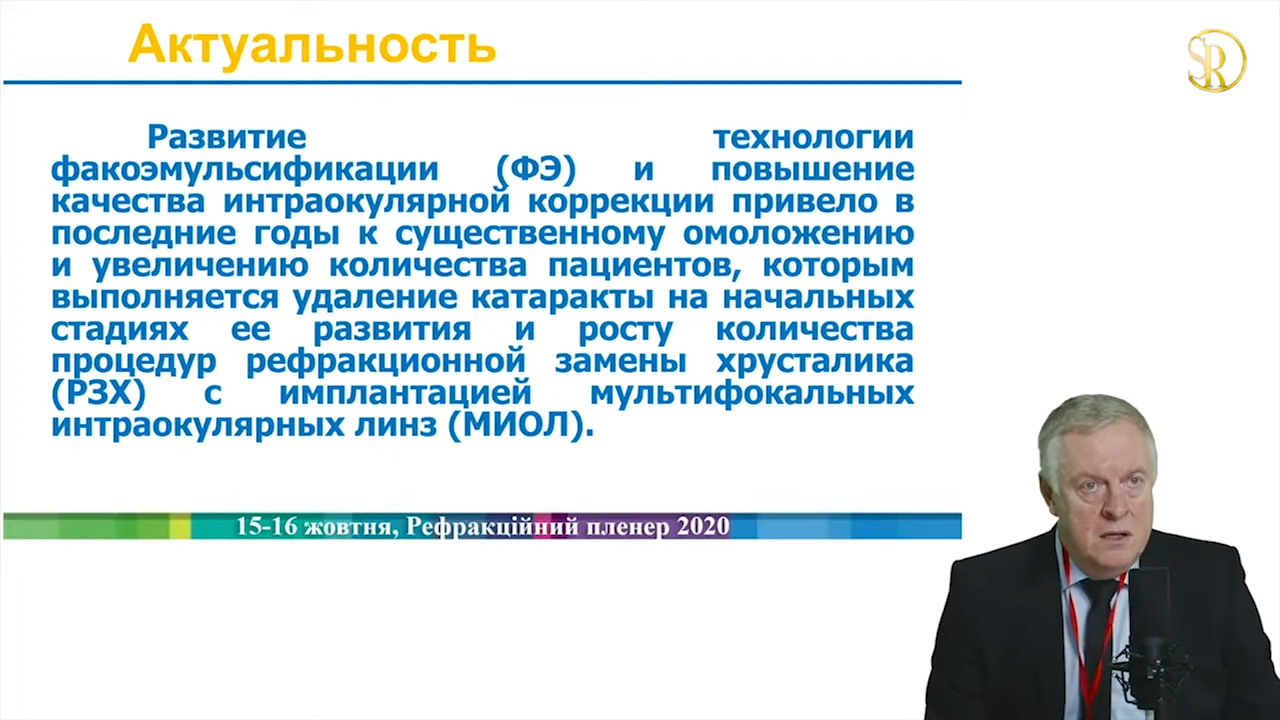 Актуальность
SR
Развитие технологии
факоэмульсификации (ФЭ) и повышение
качества интраокулярной коррекции привело в
последние годы к существенному омоложению
и увеличению количества пациентов, которым
выполняется удаление катаракты на начальных
стадиях ее развития и росту количества
процедур рефракционной замены хрусталика
(РЗХ) с имплантацией мультифокальных
интраокулярных линз (МИОЛ).
15-16 жовтня, Рефракційний пленер 2020